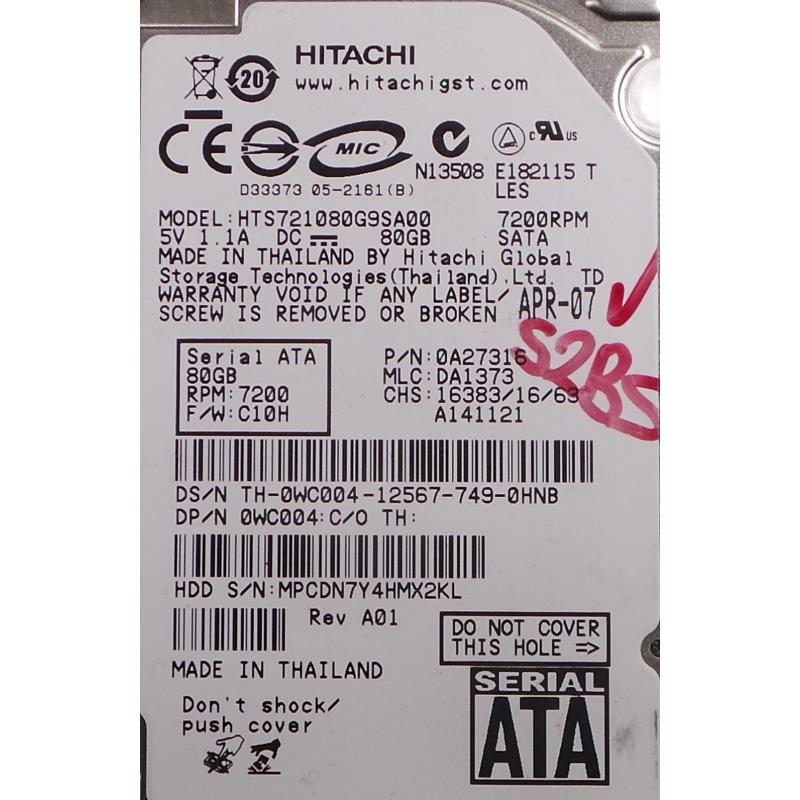 HITACHI
20
www.hitachigst.com
CE
MIC
N13508
c UL us
E182115 T
LES
D33373 05-2161(B)
MODEL:HTS721080G9SA00 7200RPM
5V 1.1A DC 80GB SATA
MADE IN THAILAND BY Hitachi Global
Storage Technologies(Thailand),Ltd. TD
WARRANTY VOID IF ANY LABEL/ APR-07
SCREW IS REMOVED OR BROKEN
S2BS
Serial ATA
80GB
RPM:7200
F/W:C10H
P/N:0A27316
MLC:DA1373
CHS:16383/16/63
A141121
DS/N TH-0WC004-12567-749-0HNB
DP/N 0WC004:C/O TH:
HDD S/N:MPCDN7Y4HMX2KL
Rev A01
DO NOT COVER
THIS HOLE =>
MADE IN THAILAND
Don't shock/
push cover
SERIAL
ATA